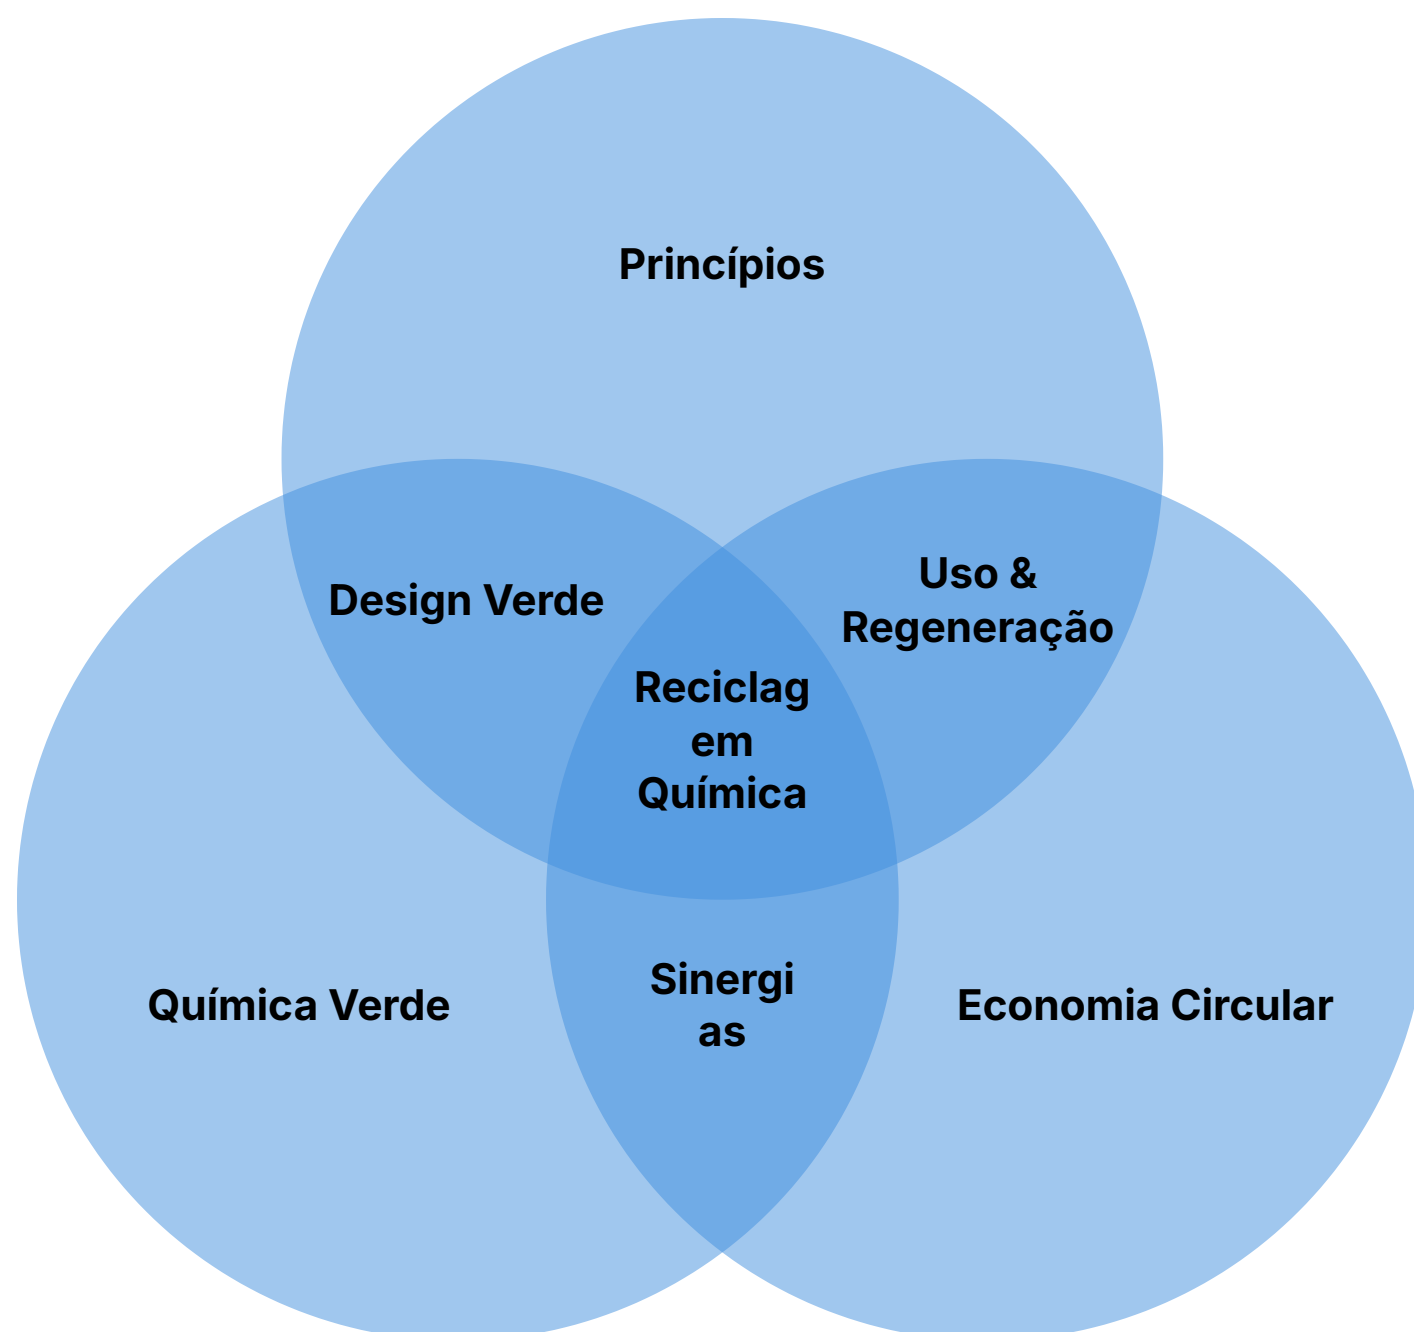 Princípios
Design Verde
Uso &
Regeneração
Reciclag
em
Química
Química Verde
Sinergi
as
Economia Circular